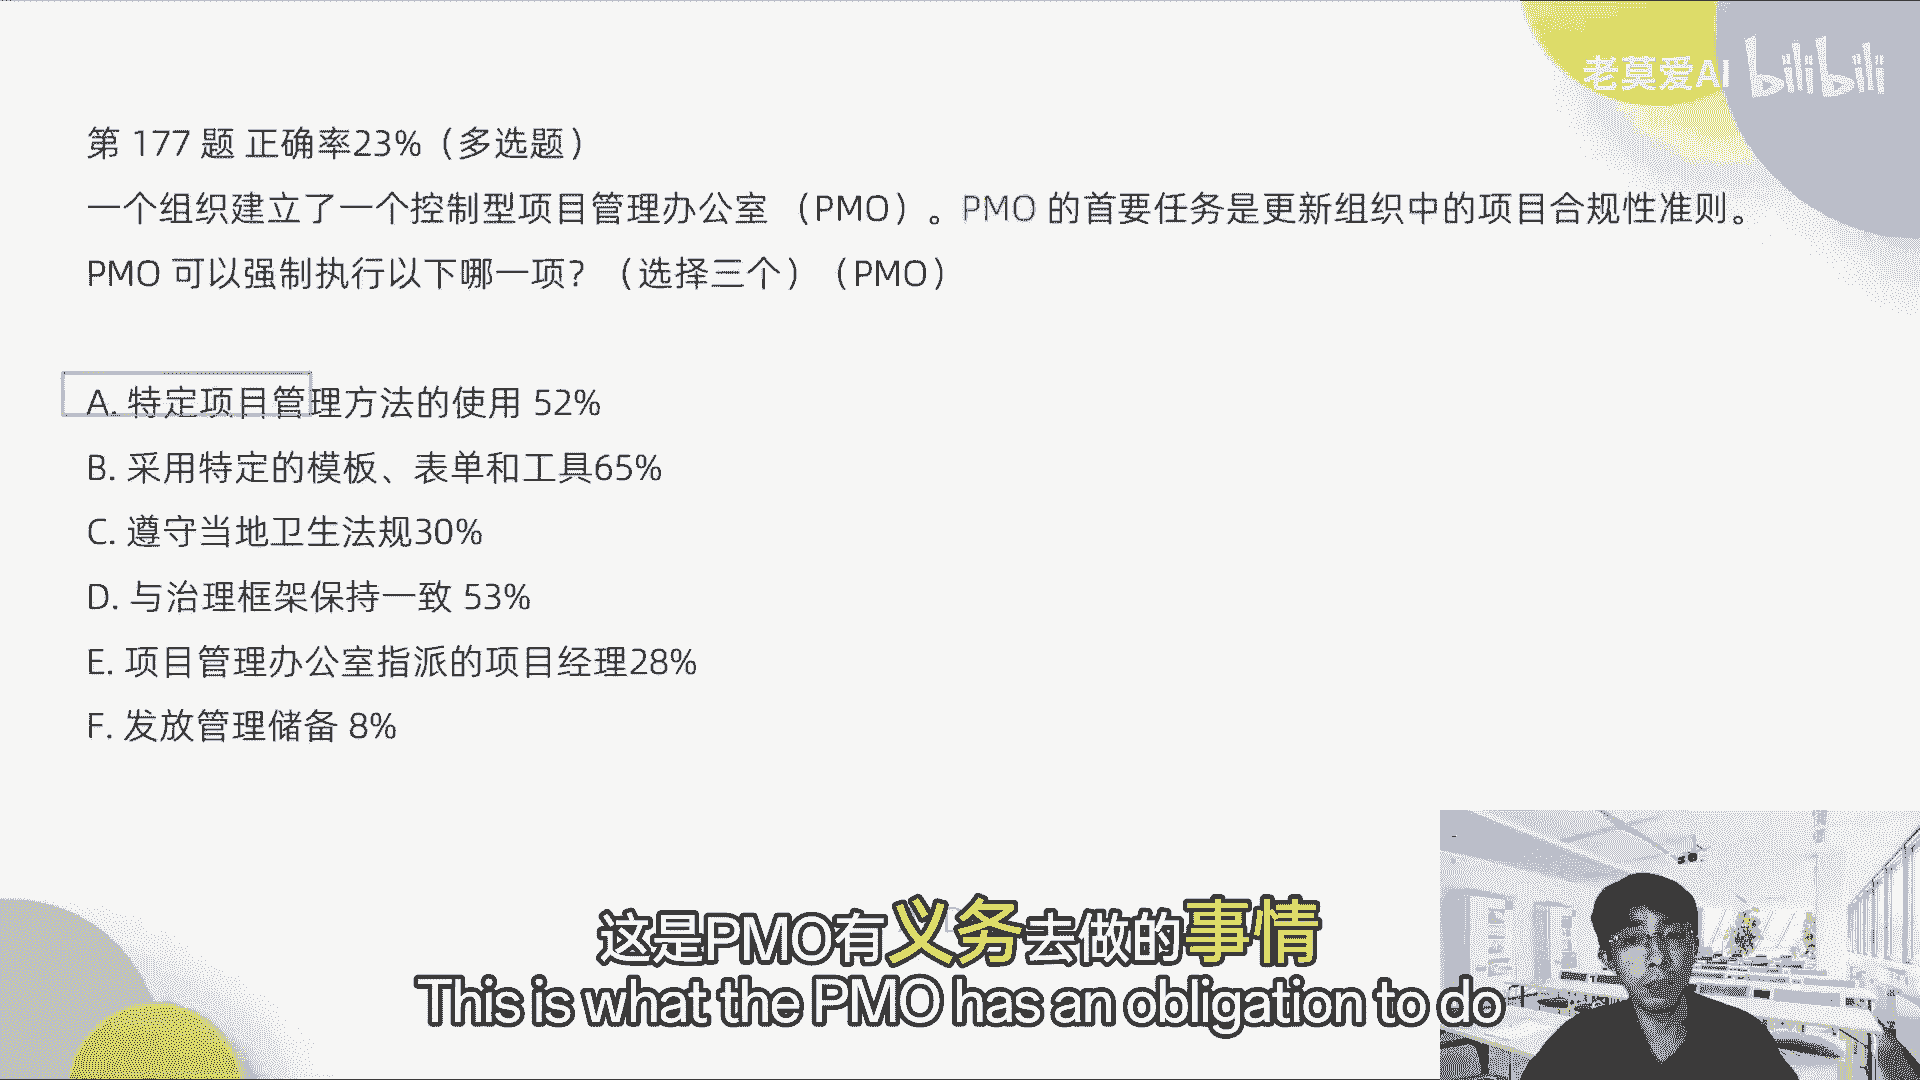 老莫爱AI bilibili
第 177 题 正确率23%（多选题）
一个组织建立了一个控制型项目管理办公室 （PMO）。PMO 的首要任务是更新组织中的项目合规性准则。
PMO 可以强制执行以下哪一项？（选择三个）（PMO）
A. 特定项目管理方法的使用 52%
B. 采用特定的模板、表单和工具65%
C. 遵守当地卫生法规30%
D. 与治理框架保持一致 53%
E. 项目管理办公室指派的项目经理28%
F. 发放管理储备 8%
这是PMO有义务去做的事情
This is what the PMO has an obligation to do